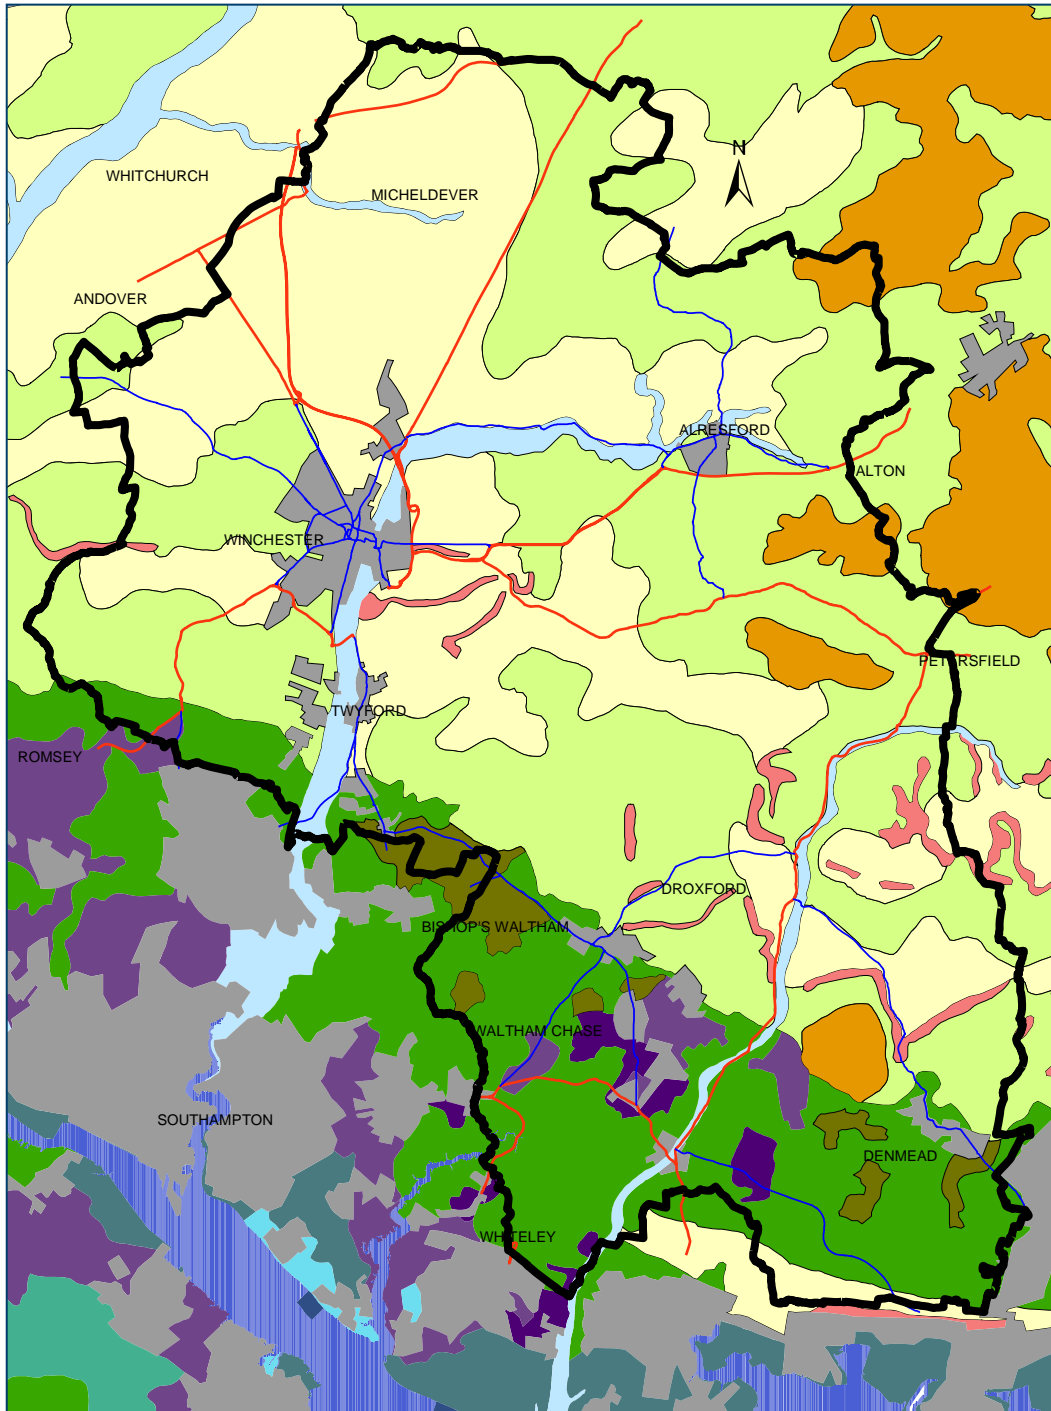 N
WHITCHURCH
MICHELDEVER
ANDOVER
ALRESFORD
ALTON
WINCHESTER
PETERSFIELD
TWYFORD
ROMSEY
DROXFORD
BISHOP'S WALTHAM
WALTHAM CHASE
SOUTHAMPTON
DENMEAD
WHITELEY